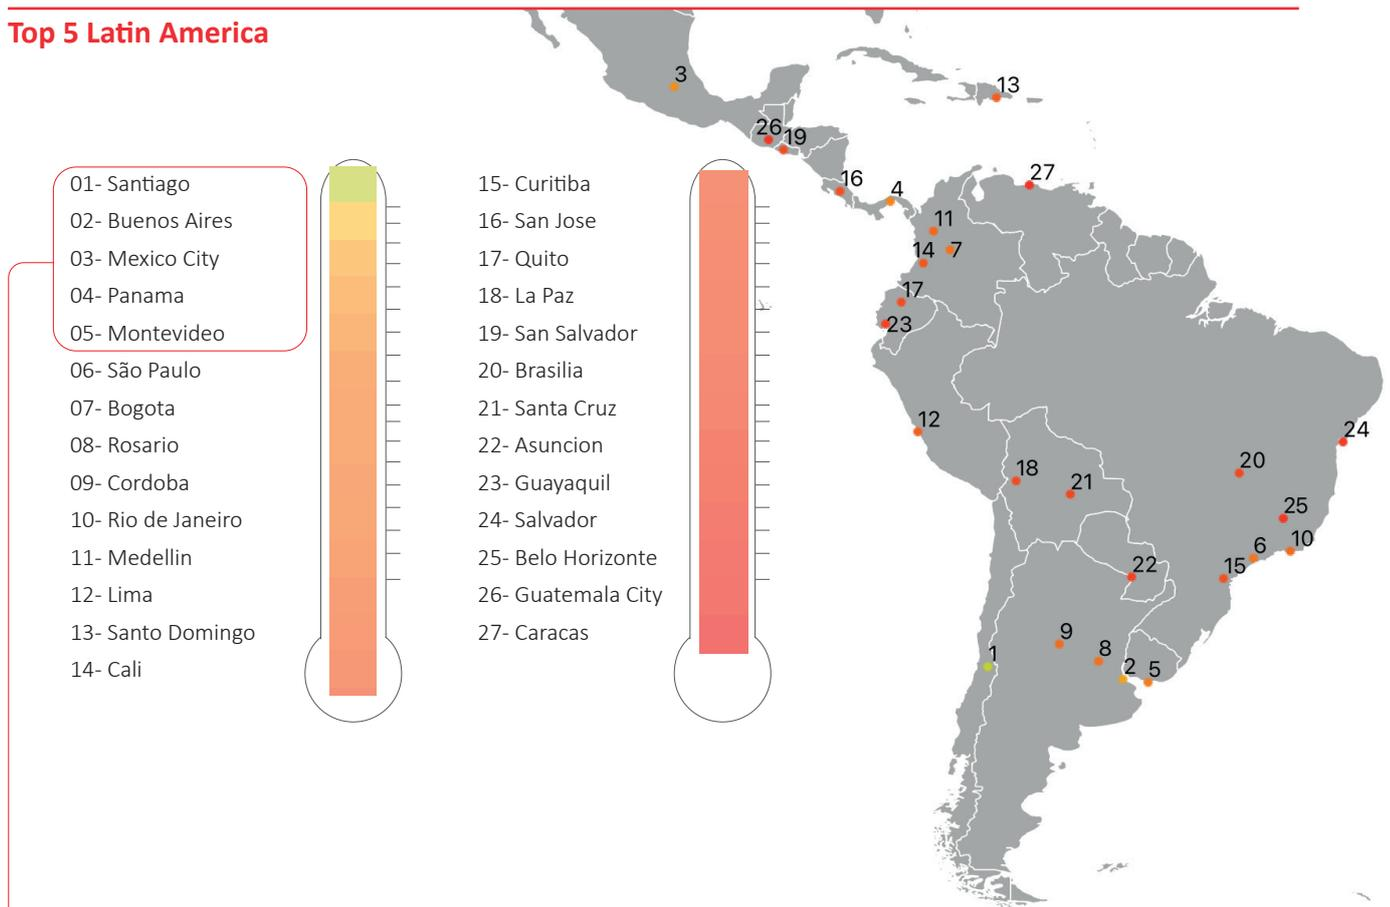 Top 5 Latin America
01- Santiago
02- Buenos Aires
03- Mexico City
04- Panama
05- Montevideo
06- São Paulo
07- Bogota
08- Rosario
09- Cordoba
10- Rio de Janeiro
11- Medellin
12- Lima
13- Santo Domingo
14- Cali
15- Curitiba
16- San Jose
17- Quito
18- La Paz
19- San Salvador
20- Brasilia
21- Santa Cruz
22- Asuncion
23- Guayaquil
24- Salvador
25- Belo Horizonte
26- Guatemala City
27- Caracas
3
13
26
19
16
4
27
11
14
7
17
23
12
24
20
18
21
25
10
6
15
22
9
8
1
2
5